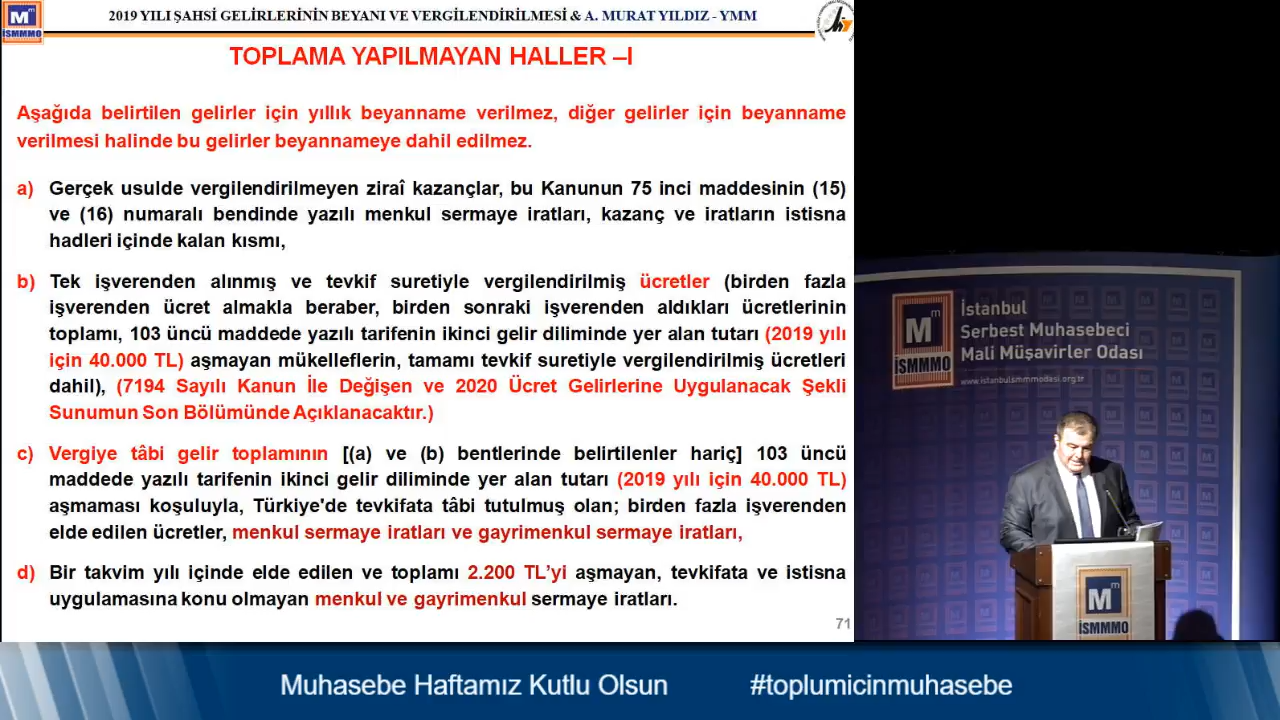 2019 YILI ŞAHSİ GELİRLERİNİN BEYANI VE VERGİLENDİRİLMESİ & A. MURAT YILDIZ - YMM
M
m
İSMMMO
TOPLAMA YAPILMAYAN HALLER –I
Aşağıda belirtilen gelirler için yıllık beyanname verilmez, diğer gelirler için beyanname
verilmesi halinde bu gelirler beyannameye dahil edilmez.
a) Gerçek usulde vergilendirilmeyen ziraî kazançlar, bu Kanunun 75 inci maddesinin (15)
ve (16) numaralı bendinde yazılı menkul sermaye iratları, kazanç ve iratların istisna
hadleri içinde kalan kısmı,
b) Tek işverenden alınmış ve tevkif suretiyle vergilendirilmiş ücretler (birden fazla
işverenden ücret almakla beraber, birden sonraki işverenden aldıkları ücretlerinin
toplamı, 103 üncü maddede yazılı tarifenin ikinci gelir diliminde yer alan tutarı (2019 yılı
için 40.000 TL) aşmayan mükelleflerin, tamamı tevkif suretiyle vergilendirilmiş ücretleri
dahil), (7194 Sayılı Kanun İle Değişen ve 2020 Ücret Gelirlerine Uygulanacak Şekli
Sunumun Son Bölümünde Açıklanacaktır.)
c) Vergiye tâbi gelir toplamının [(a) ve (b) bentlerinde belirtilenler hariç] 103 üncü
maddede yazılı tarifenin ikinci gelir diliminde yer alan tutarı (2019 yılı için 40.000 TL)
aşmaması koşuluyla, Türkiye'de tevkifata tâbi tutulmuş olan; birden fazla işverenden
elde edilen ücretler, menkul sermaye iratları ve gayrimenkul sermaye iratları,
d) Bir takvim yılı içinde elde edilen ve toplamı 2.200 TL’yi aşmayan, tevkifata ve istisna
uygulamasına konu olmayan menkul ve gayrimenkul sermaye iratları.
71
M
m
İSMMMO
İstanbul
Serbest Muhasebeci
Mali Müşavirler Odası
www.istanbulsmmmodasi.org.tr
M
m
İSMMMO
Muhasebe Haftamız Kutlu Olsun #toplumicinmuhasebe